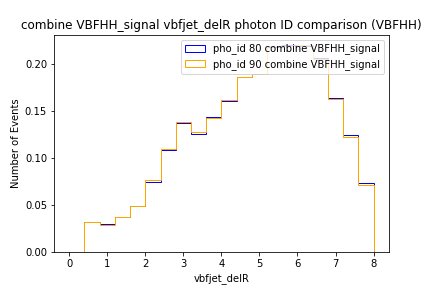 combine VBFHH_signal vbfjet_delR photon ID comparison (VBFHH)
pho_id 80 combine VBFHH_signal
pho_id 90 combine VBFHH_signal
Number of Events
0.20
0.15
0.10
0.05
0.00
0 1 2 3 4 5 6 7 8
vbfjet_delR